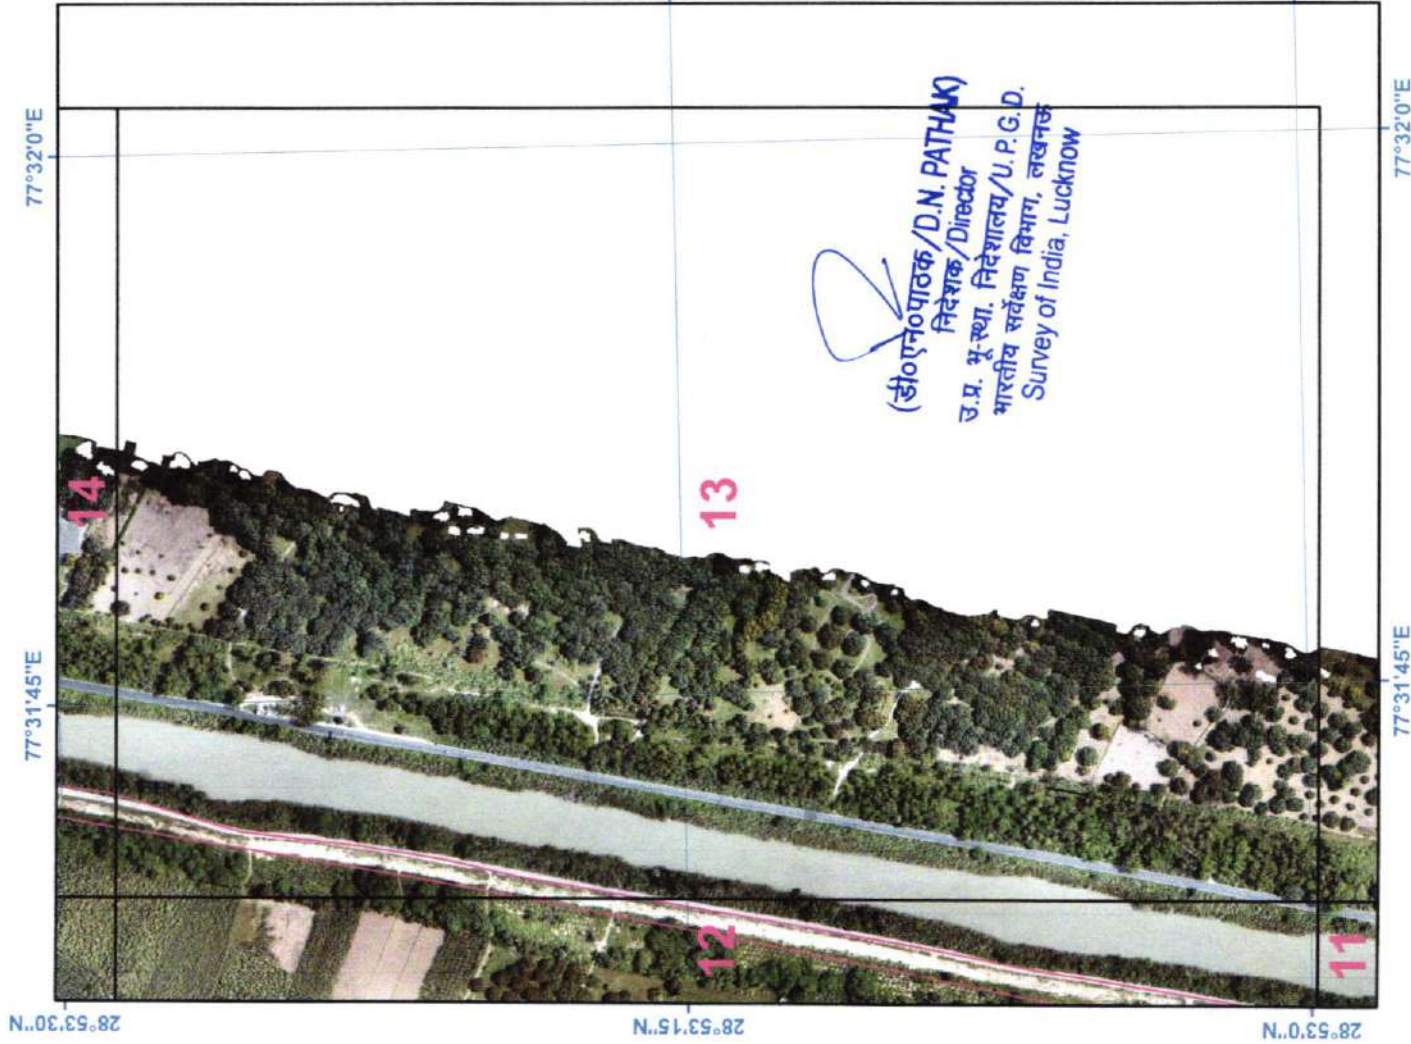 77°31'45"E
77°32'0"E
28°53'30"N
14
12
13
28°53'15"N
(डी०एन०पाठक/D.N. PATHAK)
निदेशक/Director
उ.प्र. भू-स्था. निदेशालय/U.P.G.D.
भारतीय सर्वेक्षण विभाग, लखनऊ
Survey of India, Lucknow
11
28°53'0"N
77°31'45"E
77°32'0"E